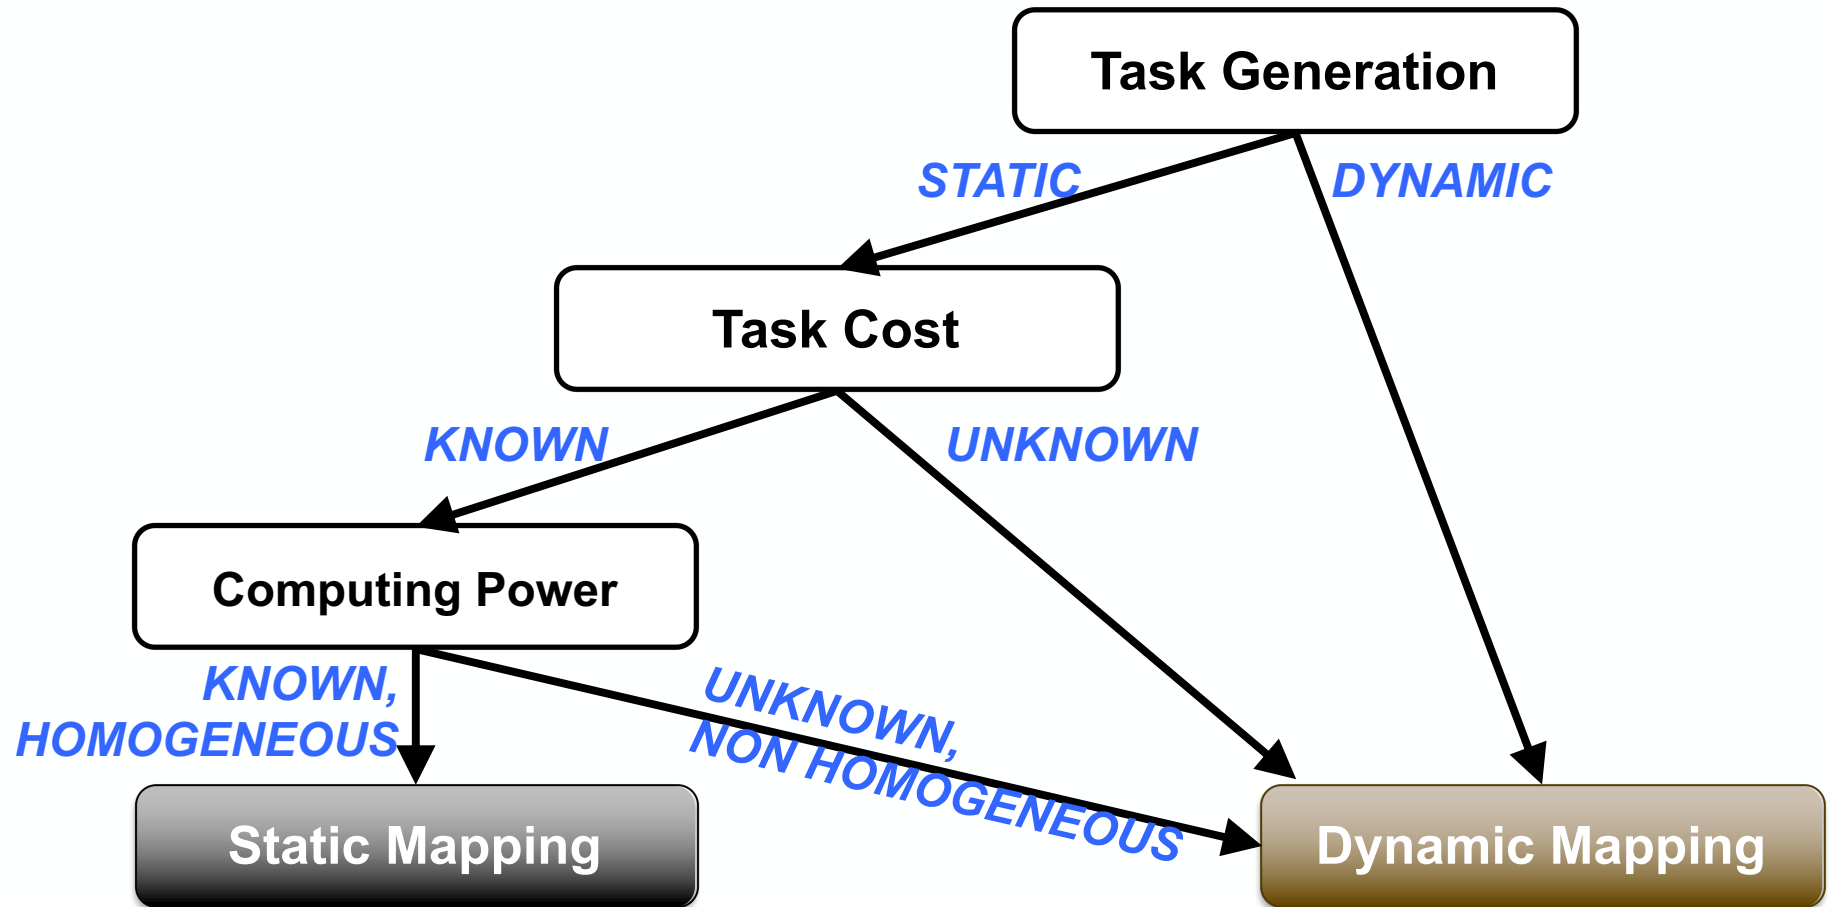 Task Generation
STATIC
DYNAMIC
Task Cost
KNOWN
UNKNOWN
Computing Power
KNOWN,
HOMOGENEOUS
UNKNOWN,
NON HOMOGENEOUS
Static Mapping
Dynamic Mapping